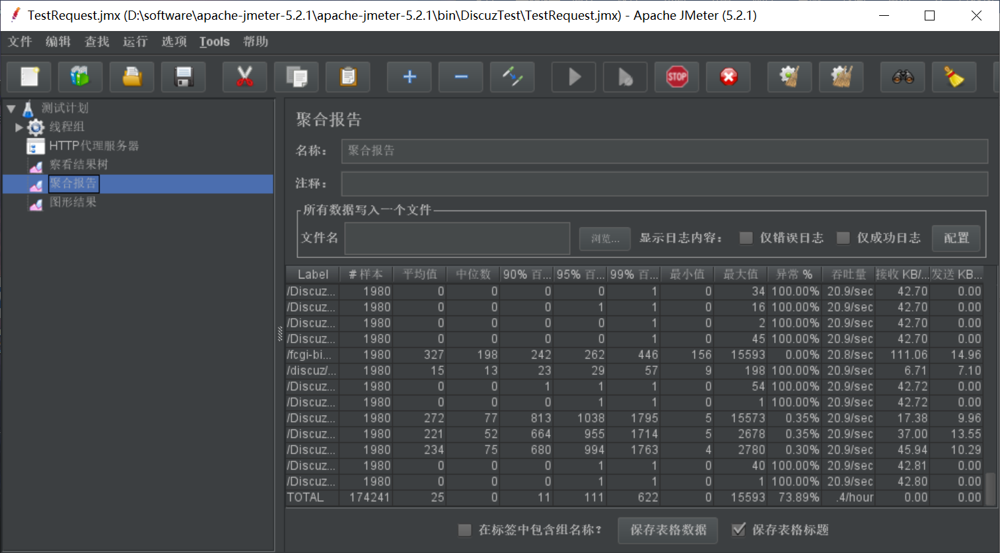 TestRequest.jmx (D:\software\apache-jmeter-5.2.1\apache-jmeter-5.2.1\bin\DiscuzTest\TestRequest.jmx) - Apache JMeter (5.2.1)
文件 编辑 查找 运行 选项 Tools 帮助
STOP
测试计划
线程组
HTTP代理服务器
察看结果树
聚合报告
图形结果
聚合报告
名称： 聚合报告
注释：
所有数据写入一个文件
文件名 浏览... 显示日志内容： 仅错误日志 仅成功日志 配置
Label # 样本 平均值 中位数 90% 百... 95% 百... 99% 百... 最小值 最大值 异常 % 吞吐量 接收 KB/... 发送 KB...
/Discuz... 1980 0 0 0 0 1 0 34 100.00% 20.9/sec 42.70 0.00
/Discuz... 1980 0 0 0 1 1 0 16 100.00% 20.9/sec 42.70 0.00
/Discuz... 1980 0 0 0 0 1 0 2 100.00% 20.9/sec 42.70 0.00
/Discuz... 1980 0 0 0 0 1 0 45 100.00% 20.9/sec 42.70 0.00
/fcgi-bi... 1980 327 198 242 262 446 156 15593 0.00% 20.8/sec 111.06 14.96
/discuz/... 1980 15 13 23 29 57 9 198 100.00% 20.9/sec 6.71 7.10
/Discuz... 1980 0 0 1 1 1 0 54 100.00% 20.9/sec 42.72 0.00
/Discuz... 1980 0 0 0 1 1 0 1 100.00% 20.9/sec 42.72 0.00
/Discuz... 1980 272 77 813 1038 1795 5 15573 0.35% 20.9/sec 17.38 9.96
/Discuz... 1980 221 52 664 955 1714 5 2678 0.35% 20.9/sec 37.00 13.55
/Discuz... 1980 234 75 680 994 1763 4 2780 0.30% 20.9/sec 45.94 10.29
/Discuz... 1980 0 0 0 1 1 0 40 100.00% 20.9/sec 42.81 0.00
/Discuz... 1980 0 0 0 1 1 0 1 100.00% 20.9/sec 42.80 0.00
TOTAL 174241 25 0 11 111 622 0 15593 73.89% .4/hour 0.00 0.00
在标签中包含组名称？ 保存表格数据 保存表格标题